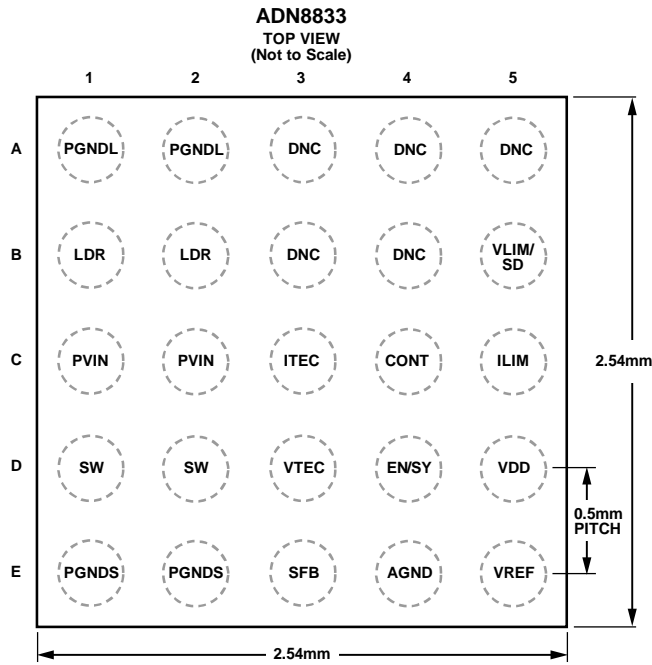 ADN8833
TOP VIEW
(Not to Scale)
1 2 3 4 5
A PGNDL PGNDL DNC DNC DNC
B LDR LDR DNC DNC VLIM/
SD
C PVIN PVIN ITEC CONT ILIM
2.54mm
D SW SW VTEC EN/SY VDD
0.5mm
PITCH
E PGNDS PGNDS SFB AGND VREF
2.54mm